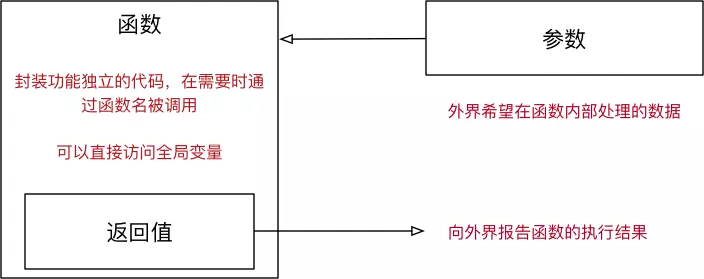 函数
参数
封装功能独立的代码，在需要时通
过函数名被调用
外界希望在函数内部处理的数据
可以直接访问全局变量
返回值
向外界报告函数的执行结果